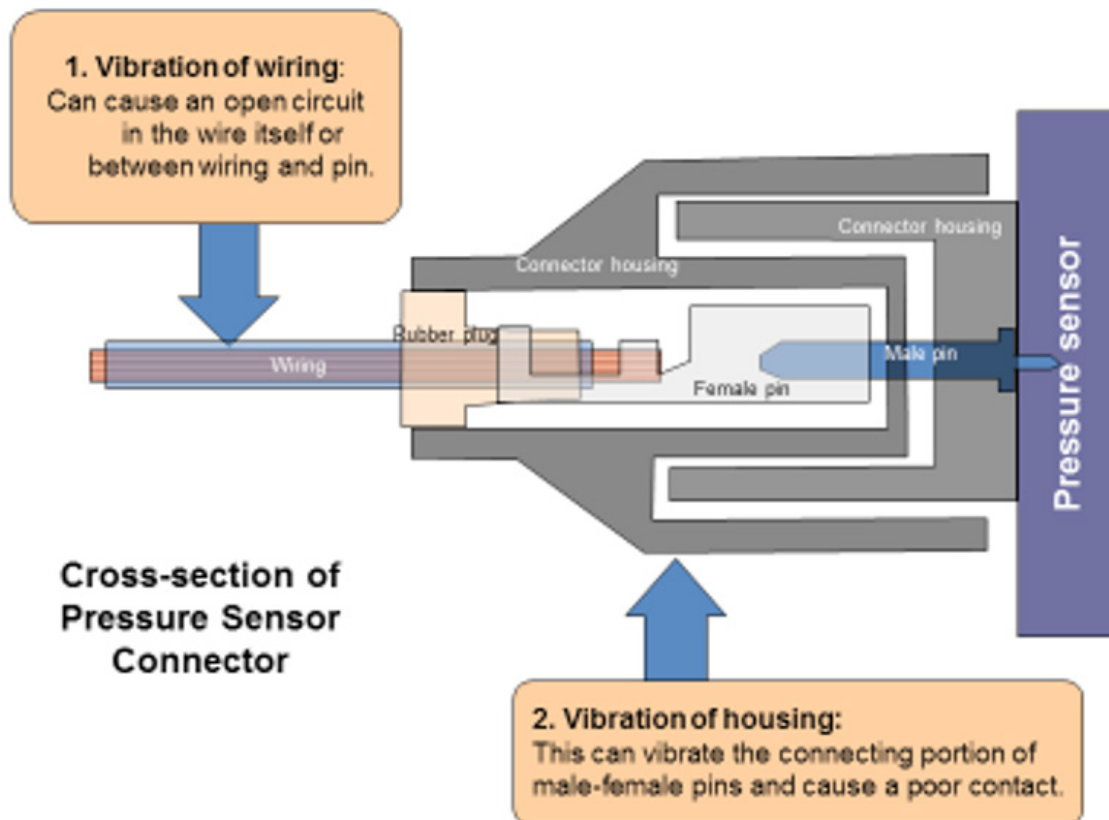 1. Vibration of wiring:
Can cause an open circuit
in the wire itself or
between wiring and pin.
Connector housing
Connector housing
Rubber plug
Wiring
Male pin
Female pin
Pressure sensor
Cross-section of
Pressure Sensor
Connector
2. Vibration of housing:
This can vibrate the connecting portion of
male-female pins and cause a poor contact.